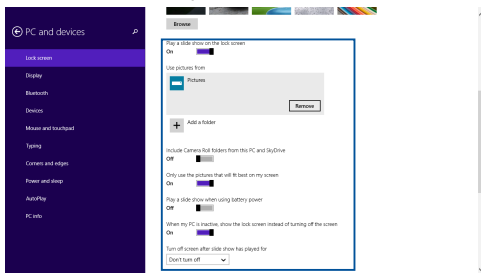 Browse
PC and devices
Lock screen
Display
Bluetooth
Devices
Mouse and touchpad
Typing
Corners and edges
Power and sleep
AutoPlay
PC info
Play a slide show on the lock screen
On
Use pictures from
Pictures
Remove
Add a folder
Include Camera Roll folders from this PC and SkyDrive
Off
Only use the pictures that will fit best on my screen
On
Play a slide show when using battery power
Off
When my PC is inactive, show the lock screen instead of turning off the screen
On
Turn off screen after slide show has played for
Don't turn off